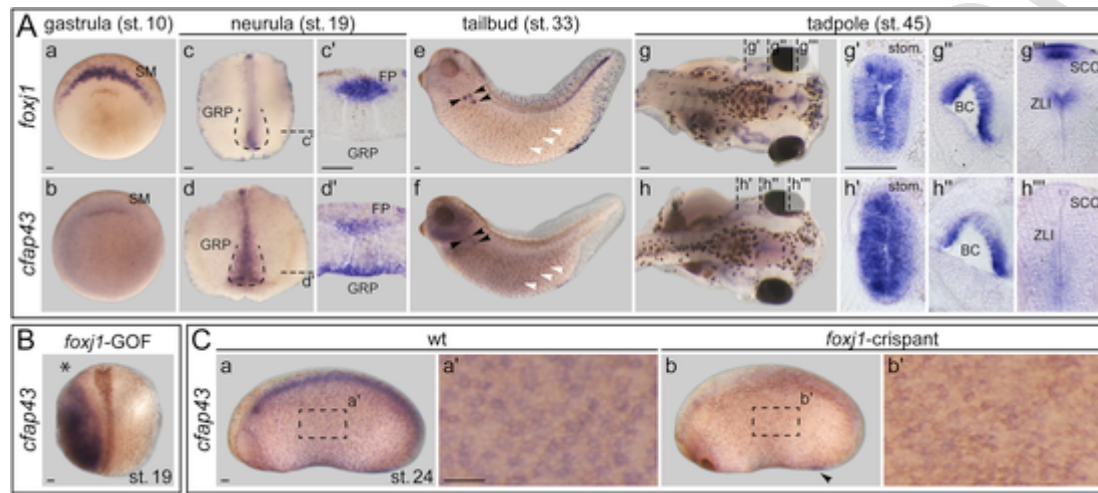 A gastrula (st. 10) neurula (st. 19) tailbud (st. 33) tadpole (st. 45)
foxj1
a SM c GRP c c' FP GRP e g g' g'' g''' g' stom. g'' BC g''' SCO ZLI
cfap43
b SM d GRP d d' FP GRP f h h' h'' h''' h' stom. h'' BC h''' SCO ZLI
B foxj1-GOF
cfap43
* st. 19
C wt foxj1-crispant
cfap43
a a' st. 24 a' b b' b'